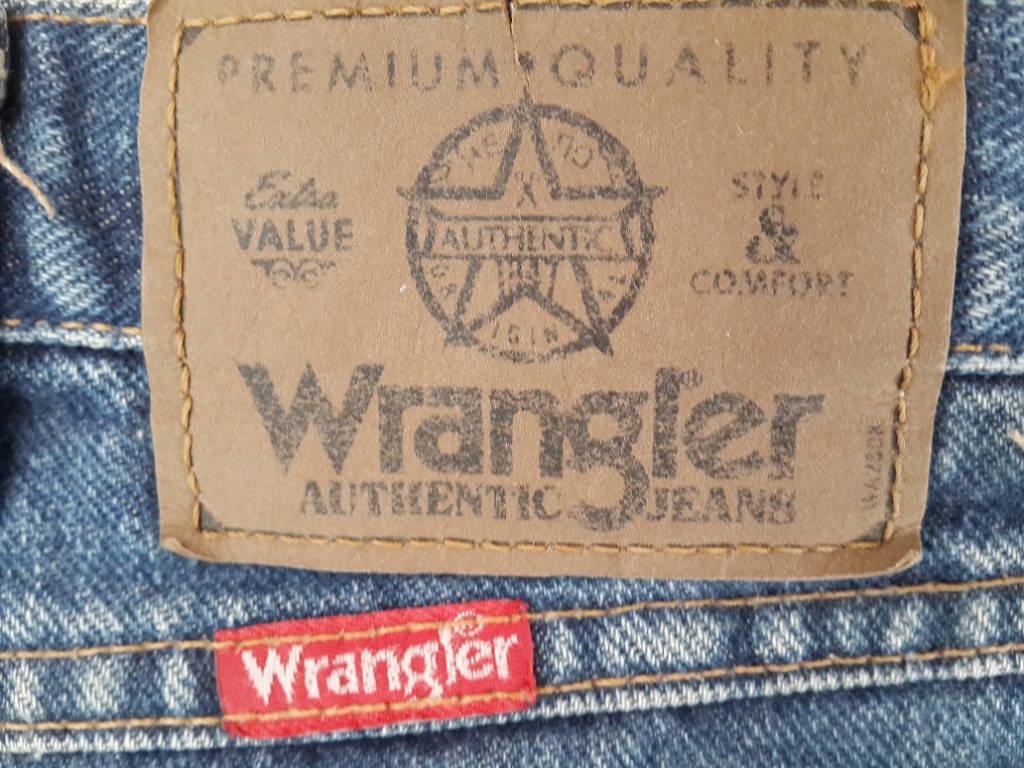 PREMIUM • QUALITY
Extra
VALUE
AUTHENTIC
STYLE
&
COMFORT
Wrangler®
AUTHENTIC JEANS
Wrangler®